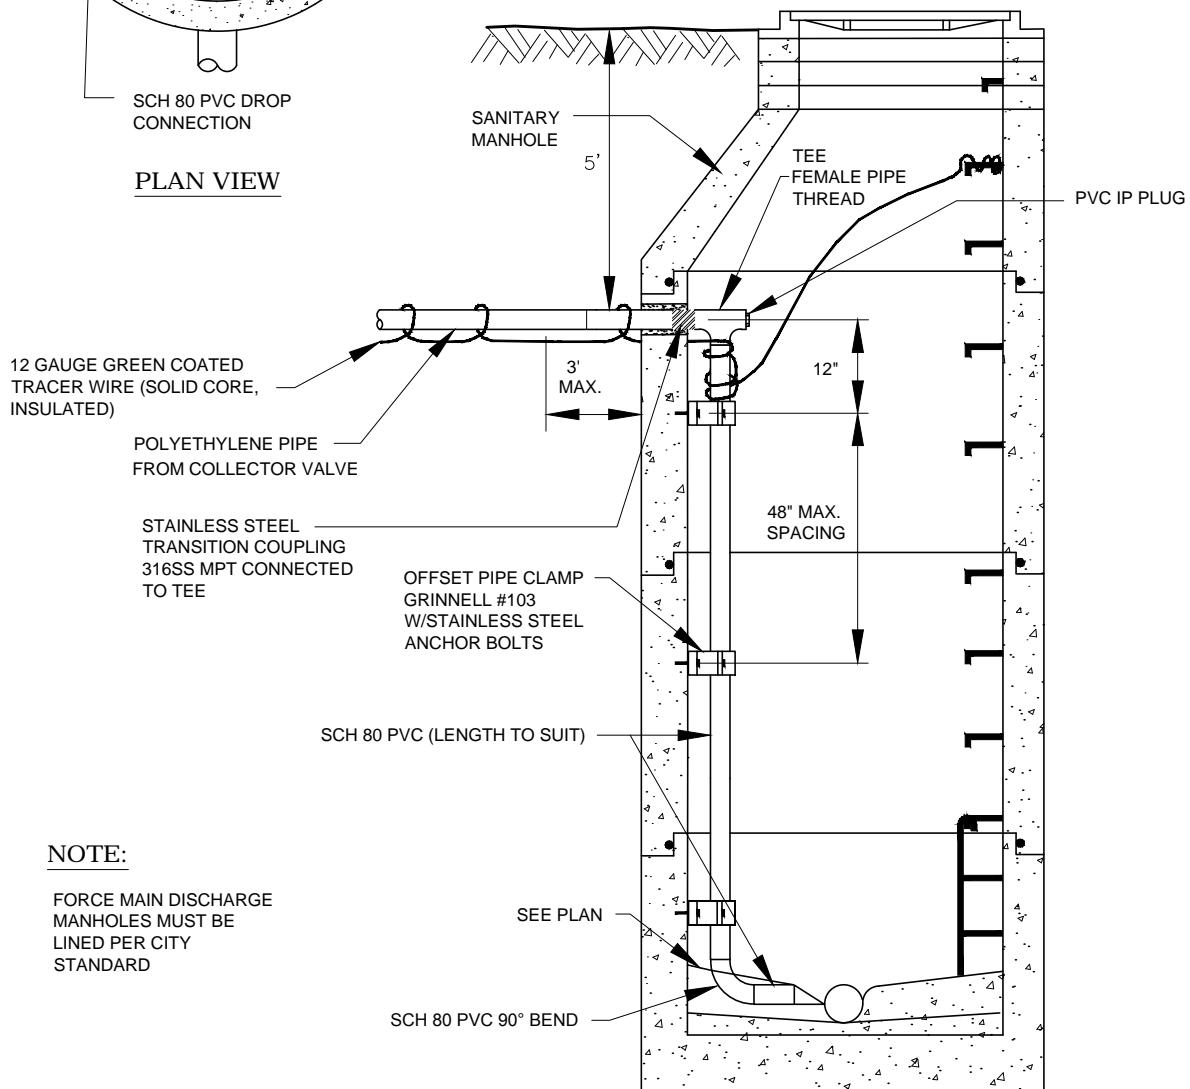 SCH 80 PVC DROP
CONNECTION
PLAN VIEW
SANITARY
MANHOLE
5'
TEE
FEMALE PIPE
THREAD
PVC IP PLUG
12 GAUGE GREEN COATED
TRACER WIRE (SOLID CORE,
INSULATED)
3'
MAX.
12"
POLYETHYLENE PIPE
FROM COLLECTOR VALVE
STAINLESS STEEL
TRANSITION COUPLING
316SS MPT CONNECTED
TO TEE
48" MAX.
SPACING
OFFSET PIPE CLAMP
GRINNELL #103
W/STAINLESS STEEL
ANCHOR BOLTS
SCH 80 PVC (LENGTH TO SUIT)
NOTE:
FORCE MAIN DISCHARGE
MANHOLES MUST BE
LINED PER CITY
STANDARD
SEE PLAN
SCH 80 PVC 90° BEND